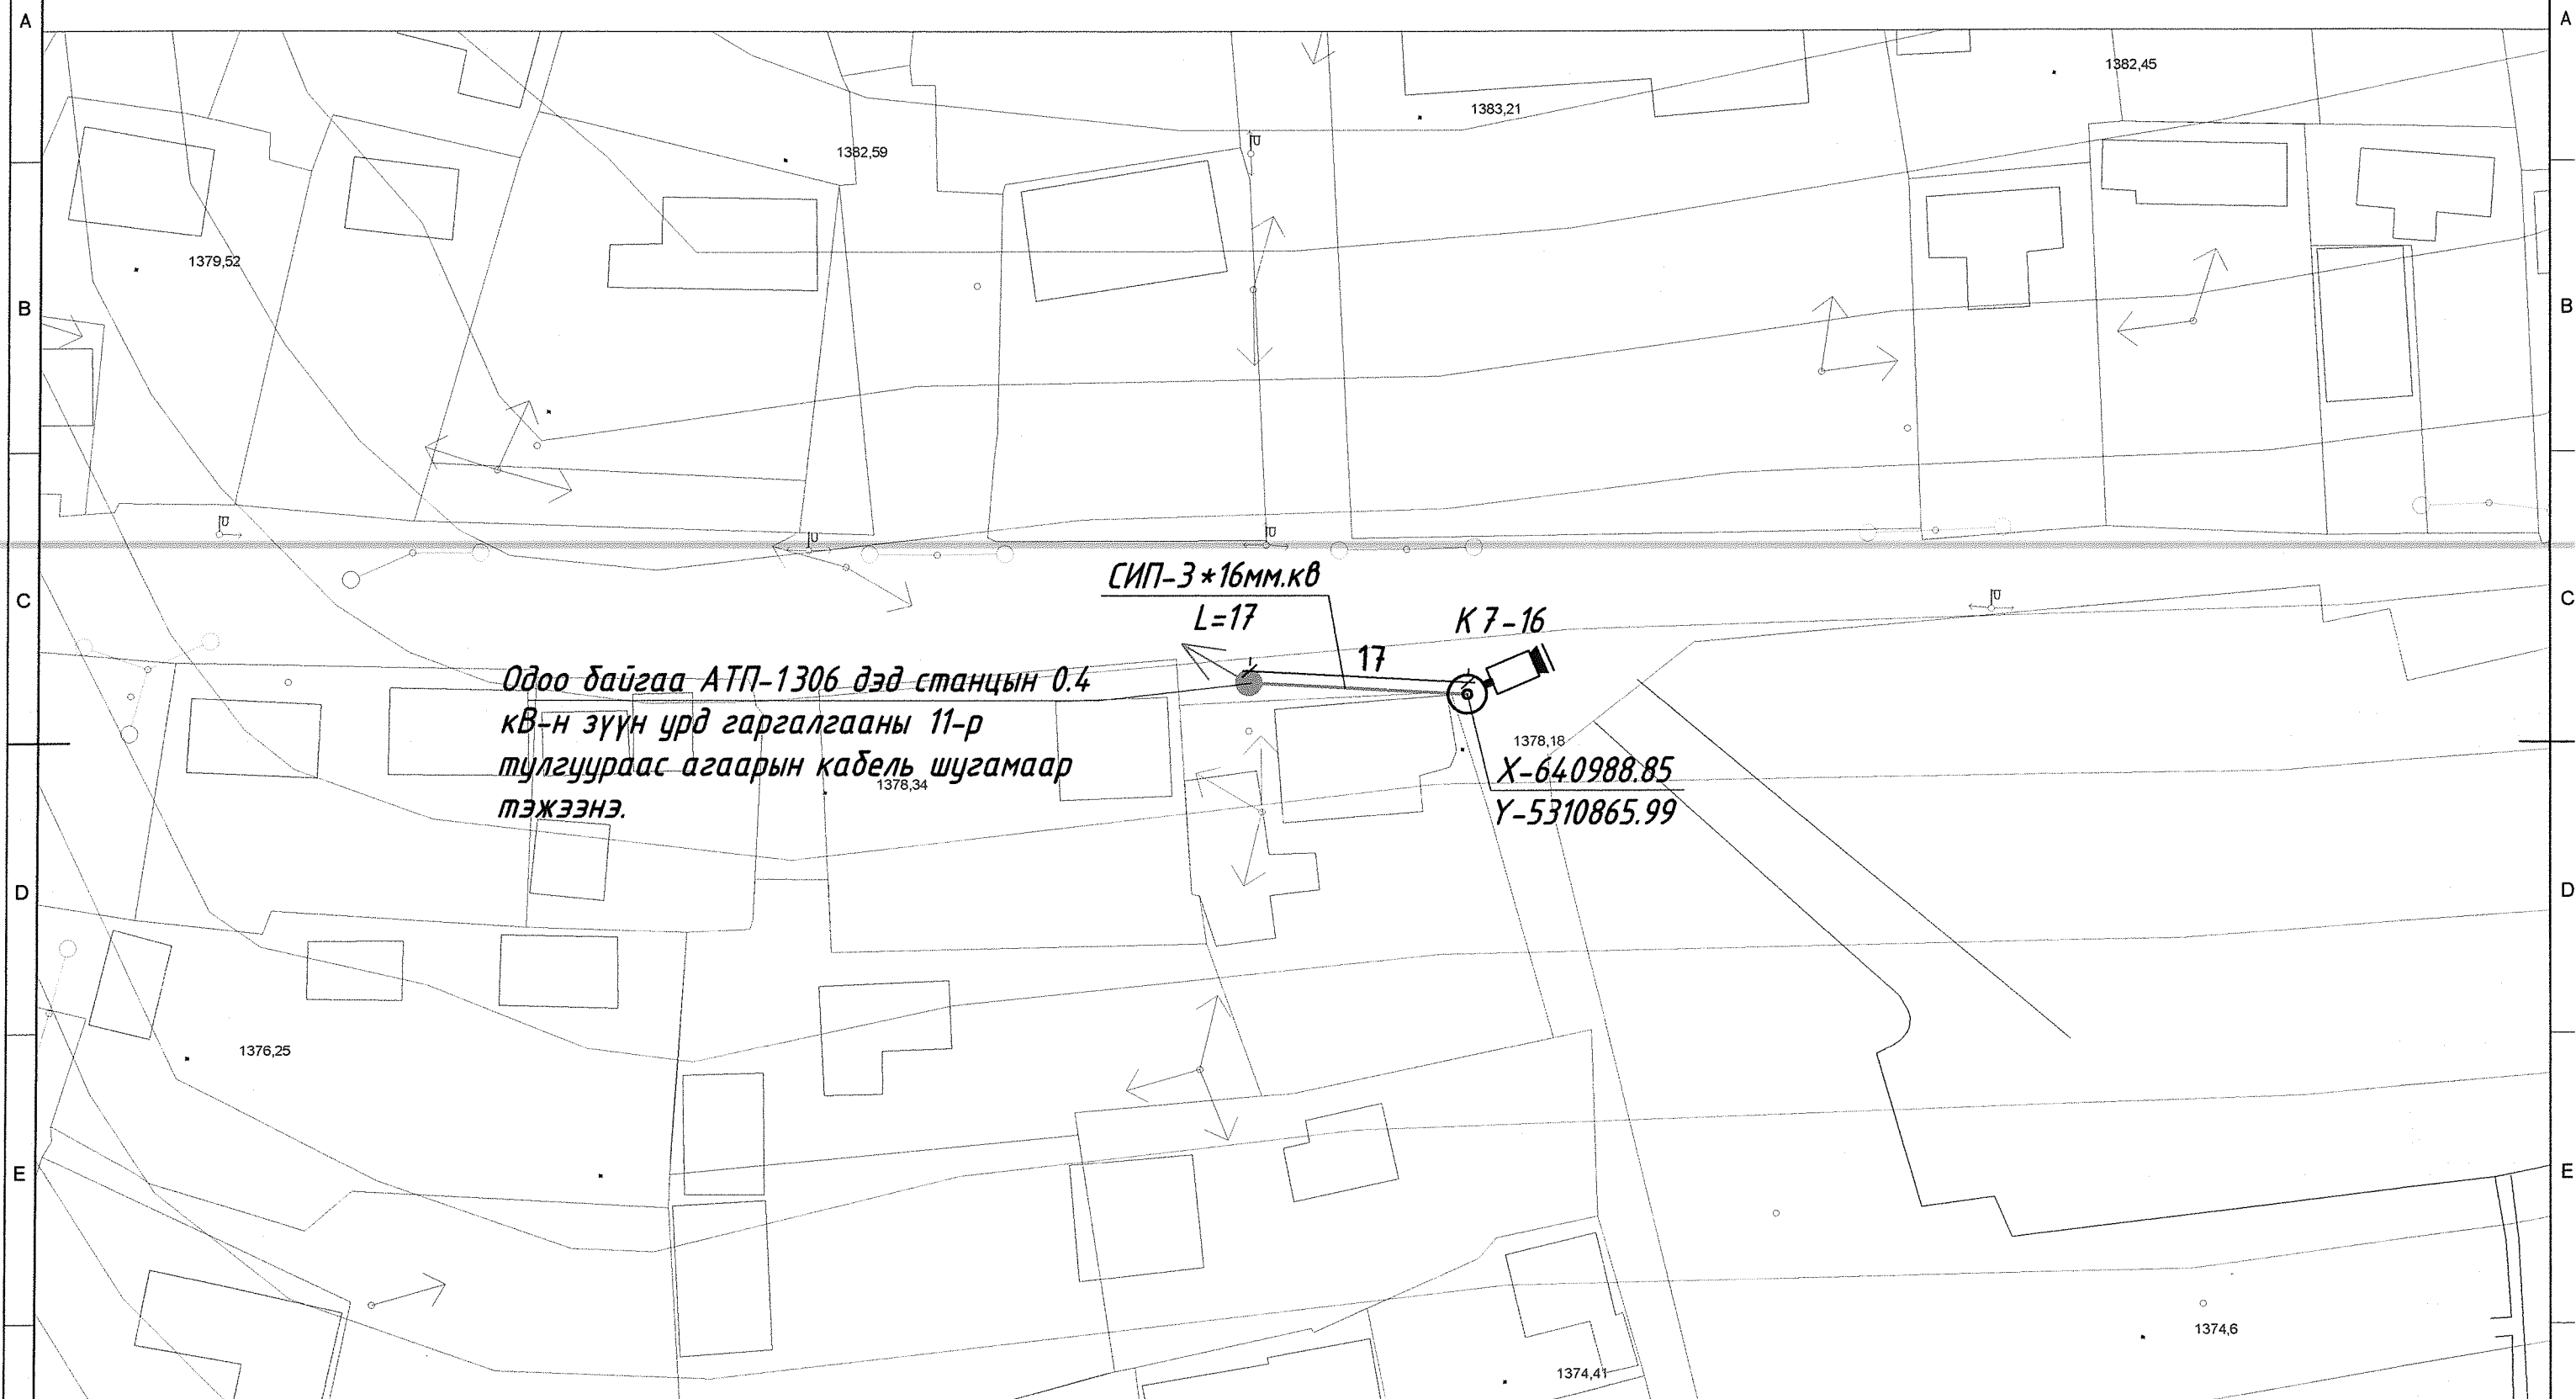 A
A
1382,45
1383,21
1382,59
1379,52
B
B
C
C
СИП-3*16мм.кв
L=17
К 7-16
17
Одоо байгаа АТП-1306 дэд станцын 0.4
кВ-н зүүн урд гаргалгааны 11-р
тулгуураас агаарын кабель шугамаар
тэжээнэ.
1378,34
1378,18
X-640988.85
Y-5310865.99
D
D
1376,25
E
E
1374,6
1374,41